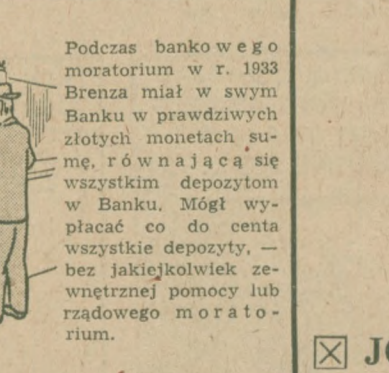 Podczas bankowego
moratorium w r. 1933
Brenza miał w swym
Banku w prawdziwych
złotych monetach su-
mę, równającą się
wszystkim depozytom
w Banku. Mógł wy-
płacać co do centa
wszystkie depozyty, —
bez jakiejkolwiek ze-
wnętrznej pomocy lub
rządowego morato-
rium.
☒ JO